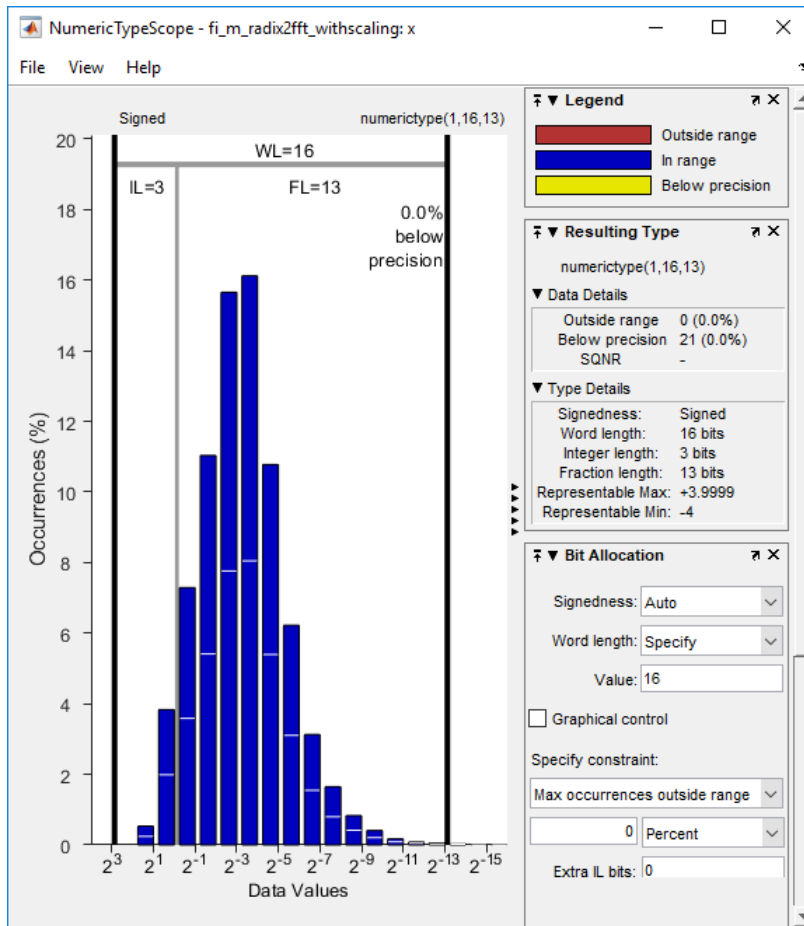 NumericTypeScope - fi_m_radix2fft_withscaling: x
File View Help
Signed numerictype(1,16,13)
WL=16
IL=3 FL=13
0.0%
below
precision
Occurrences (%)
20
18
16
14
12
10
8
6
4
2
0
2^3 2^1 2^-1 2^-3 2^-5 2^-7 2^-9 2^-11 2^-13 2^-15
Data Values
Legend
Outside range
In range
Below precision
Resulting Type
numerictype(1,16,13)
Data Details
Outside range 0 (0.0%)
Below precision 21 (0.0%)
SQNR -
Type Details
Signedness: Signed
Word length: 16 bits
Integer length: 3 bits
Fraction length: 13 bits
Representable Max: +3.9999
Representable Min: -4
Bit Allocation
Signedness: Auto
Word length: Specify
Value: 16
Graphical control
Specify constraint:
Max occurrences outside range
0 Percent
Extra IL bits: 0